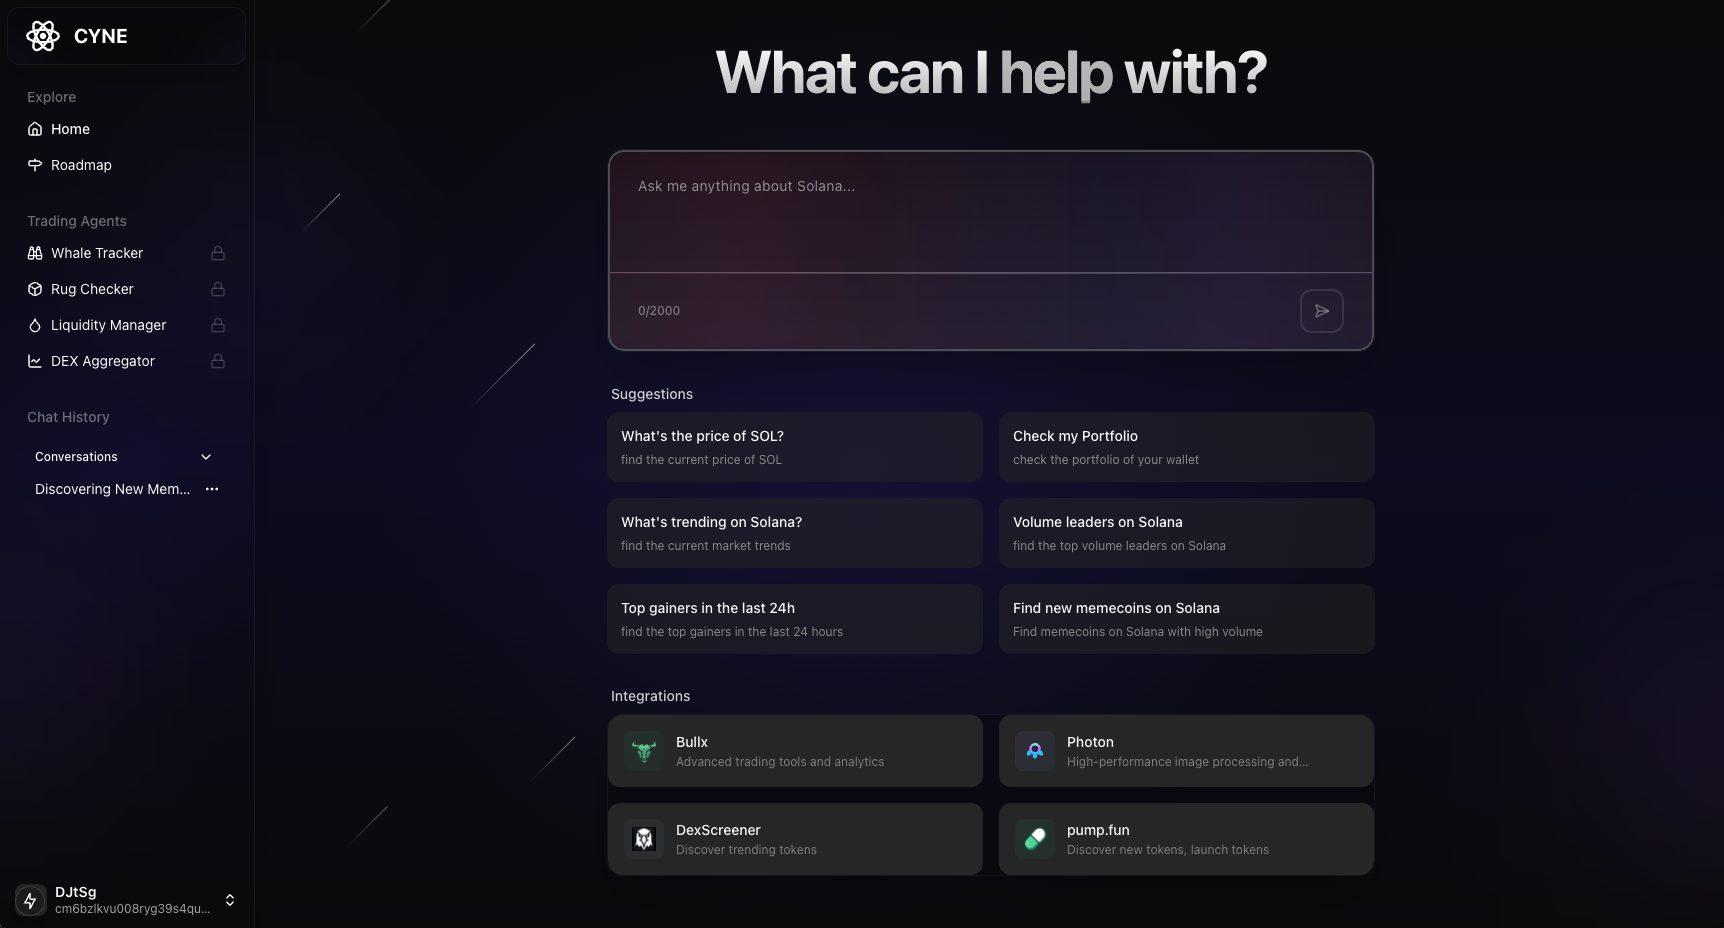 CYNE
Explore
Home
Roadmap
Trading Agents
Whale Tracker
Rug Checker
Liquidity Manager
DEX Aggregator
Chat History
Conversations
Discovering New Mem...
DJtSg
cm6bzlkvu008ryg39s4qu...
What can I help with?
Ask me anything about Solana...
0/2000
Suggestions
What's the price of SOL?
find the current price of SOL
Check my Portfolio
check the portfolio of your wallet
What's trending on Solana?
find the current market trends
Volume leaders on Solana
find the top volume leaders on Solana
Top gainers in the last 24h
find the top gainers in the last 24 hours
Find new memecoins on Solana
Find memecoins on Solana with high volume
Integrations
Bullx
Advanced trading tools and analytics
Photon
High-performance image processing and...
DexScreener
Discover trending tokens
pump.fun
Discover new tokens, launch tokens